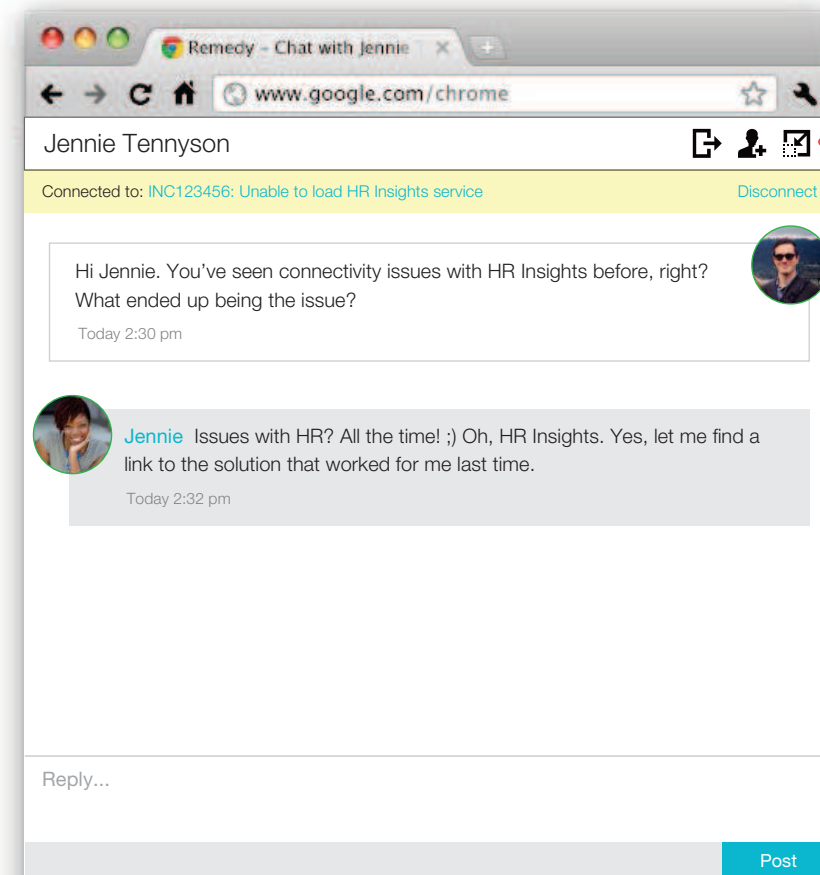 Remedy – Chat with Jennie
www.google.com/chrome
Jennie Tennyson
Connected to: INC123456: Unable to load HR Insights service
Disconnect
Hi Jennie. You’ve seen connectivity issues with HR Insights before, right?
What ended up being the issue?
Today 2:30 pm
Jennie Issues with HR? All the time! ;) Oh, HR Insights. Yes, let me find a
link to the solution that worked for me last time.
Today 2:32 pm
Reply...
Post